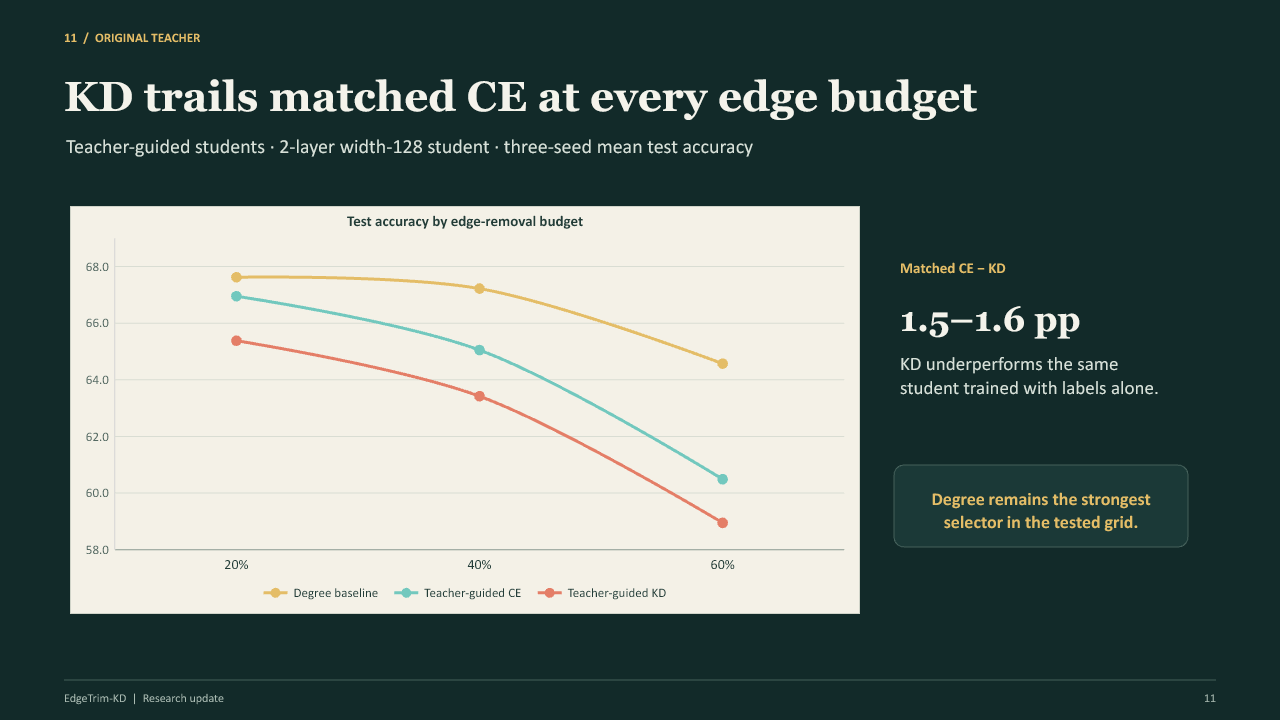 11 / ORIGINAL TEACHER
KD trails matched CE at every edge budget
Teacher-guided students · 2-layer width-128 student · three-seed mean test accuracy
Test accuracy by edge-removal budget
68.0
66.0
64.0
62.0
60.0
58.0
20% 40% 60%
Degree baseline Teacher-guided CE Teacher-guided KD
Matched CE – KD
1.5–1.6 pp
KD underperforms the same
student trained with labels alone.
Degree remains the strongest
selector in the tested grid.
EdgeTrim-KD | Research update
11